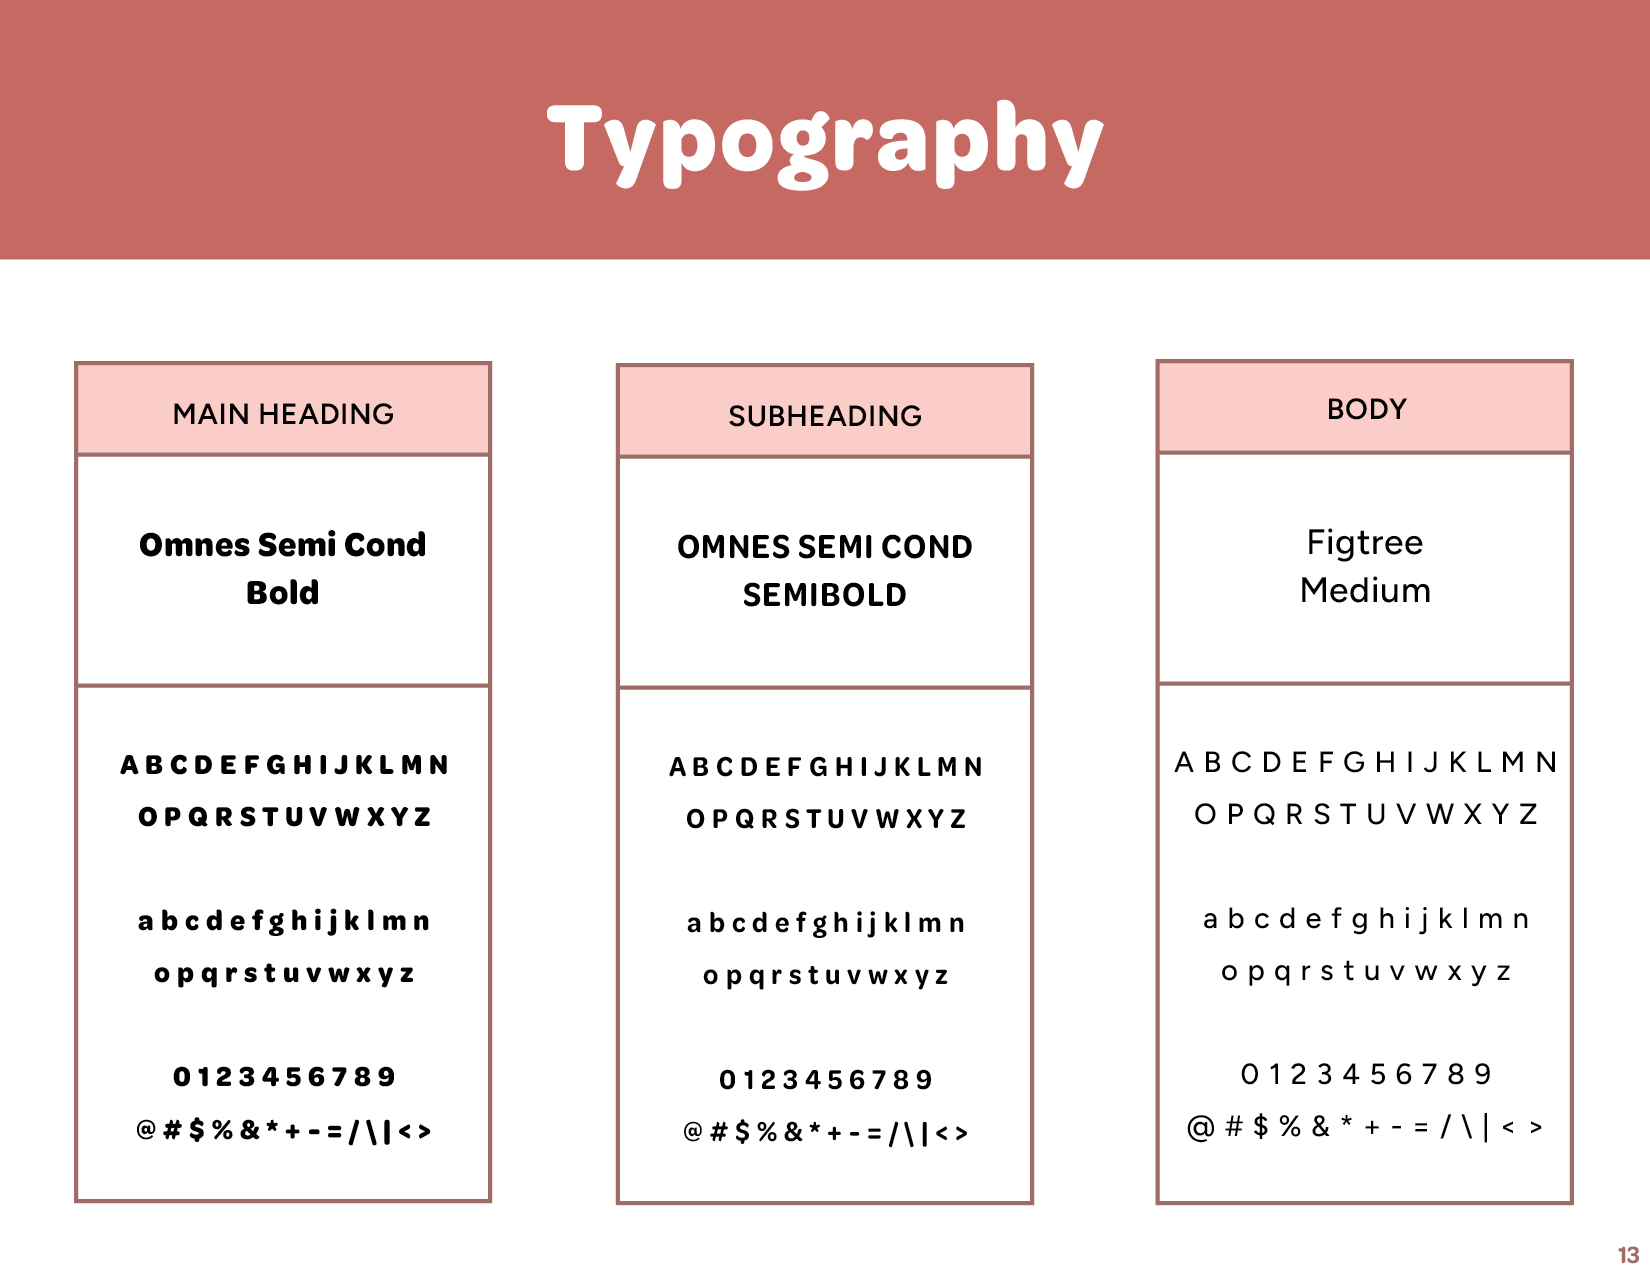 Typography
MAIN HEADING
Omnes Semi Cond
Bold
A B C D E F G H I J K L M N
O P Q R S T U V W X Y Z
a b c d e f g h i j k l m n
o p q r s t u v w x y z
0 1 2 3 4 5 6 7 8 9
@ # $ % & * + - = / \ | < >
SUBHEADING
OMNES SEMI COND
SEMIBOLD
A B C D E F G H I J K L M N
O P Q R S T U V W X Y Z
a b c d e f g h i j k l m n
o p q r s t u v w x y z
0 1 2 3 4 5 6 7 8 9
@ # $ % & * + - = / \ | < >
BODY
Figtree
Medium
A B C D E F G H I J K L M N
O P Q R S T U V W X Y Z
a b c d e f g h i j k l m n
o p q r s t u v w x y z
0 1 2 3 4 5 6 7 8 9
@ # $ % & * + - = / \ | < >
13